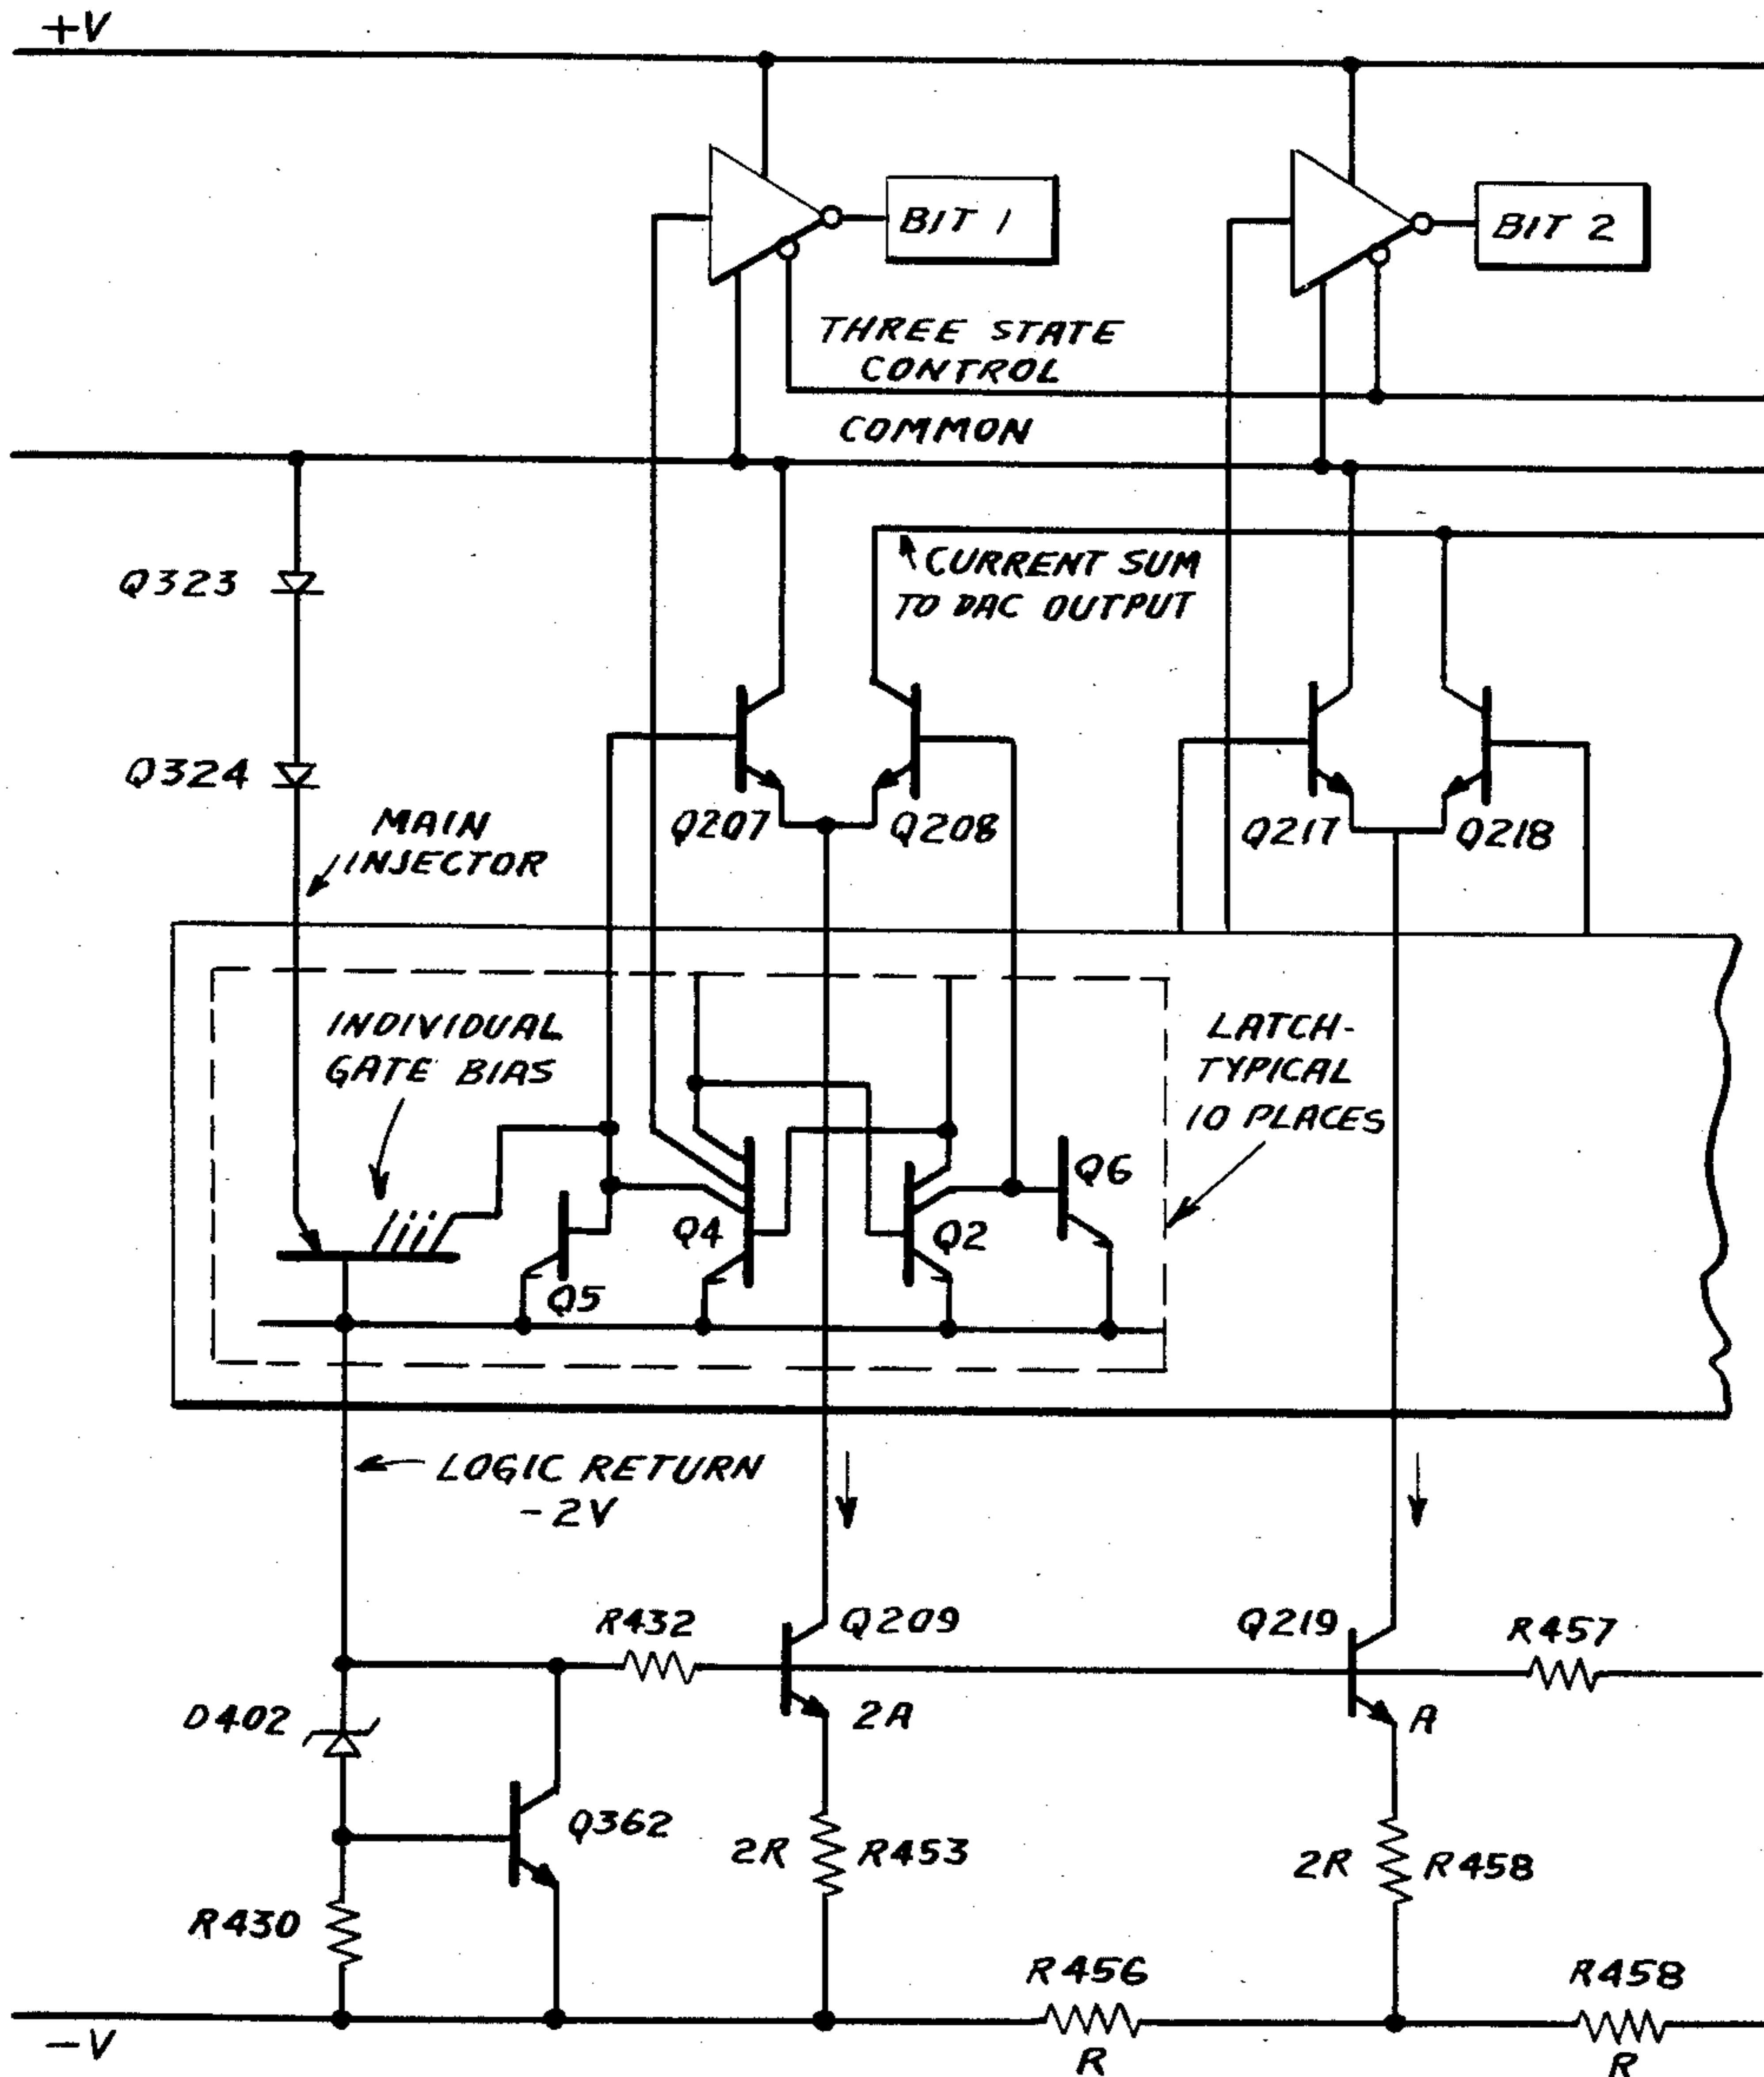 +V
BIT 1
BIT 2
THREE STATE
CONTROL
COMMON
CURRENT SUM
TO DAC OUTPUT
Q323
Q324
MAIN
INJECTOR
Q207
Q208
Q217
Q218
INDIVIDUAL
GATE BIAS
LATCH-
TYPICAL
10 PLACES
Q5
Q4
Q2
Q6
LOGIC RETURN
-2V
R432
Q209
2A
Q219
A
R457
D402
Q362
R430
2R
R453
2R
R458
R456
R
R458
R
-V